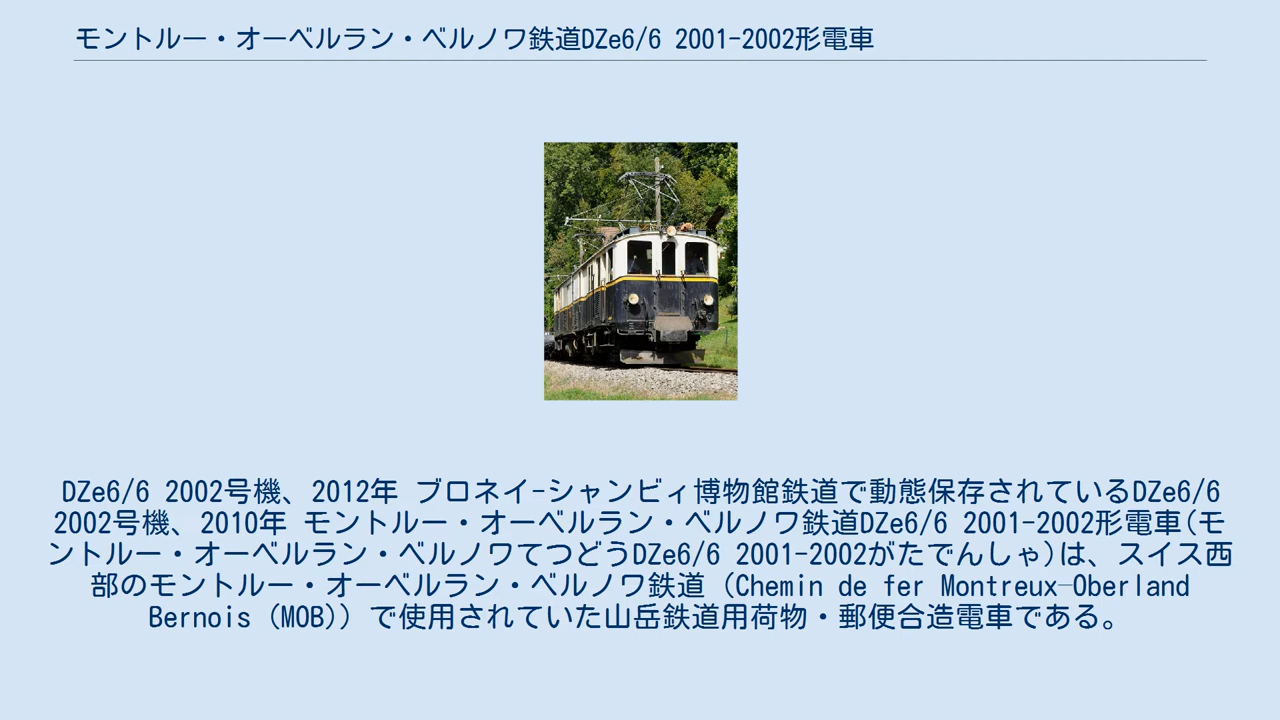 モントルー・オーベルラン・ベルノワ鉄道DZe6/6 2001-2002形電車
DZe6/6 2002号機、2012年 ブロネイ-シャンビィ博物館鉄道で動態保存されているDZe6/6
2002号機、2010年 モントルー・オーベルラン・ベルノワ鉄道DZe6/6 2001-2002形電車(モ
ントルー・オーベルラン・ベルノワてつどうDZe6/6 2001-2002がたでんしゃ)は、スイス西
部のモントルー・オーベルラン・ベルノワ鉄道（Chemin de fer Montreux–Oberland
Bernois（MOB)）で使用されていた山岳鉄道用荷物・郵便合造電車である。